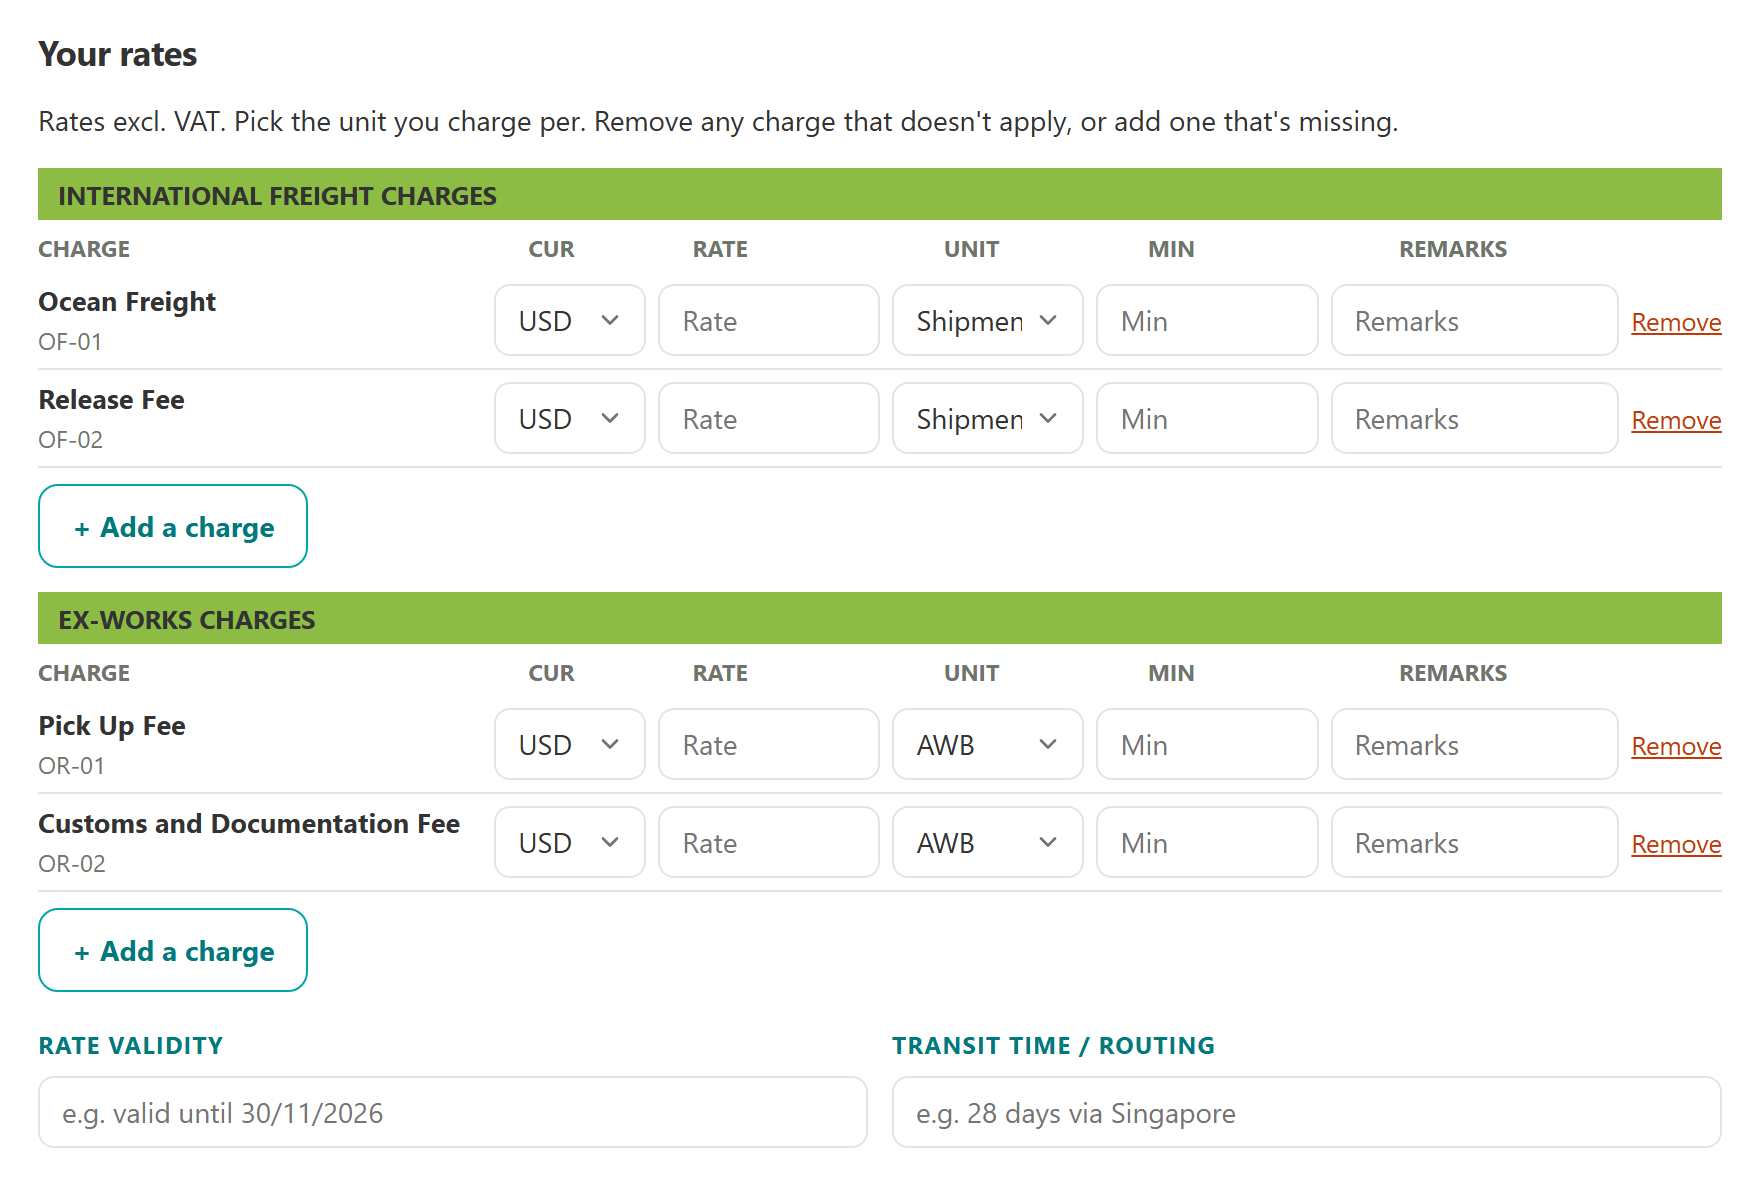 Your rates
Rates excl. VAT. Pick the unit you charge per. Remove any charge that doesn't apply, or add one that's missing.
INTERNATIONAL FREIGHT CHARGES
CHARGE CUR RATE UNIT MIN REMARKS
Ocean Freight
OF-01
USD Rate Shipmen Min Remarks Remove
Release Fee
OF-02
USD Rate Shipmen Min Remarks Remove
+ Add a charge
EX-WORKS CHARGES
CHARGE CUR RATE UNIT MIN REMARKS
Pick Up Fee
OR-01
USD Rate AWB Min Remarks Remove
Customs and Documentation Fee
OR-02
USD Rate AWB Min Remarks Remove
+ Add a charge
RATE VALIDITY
e.g. valid until 30/11/2026
TRANSIT TIME / ROUTING
e.g. 28 days via Singapore